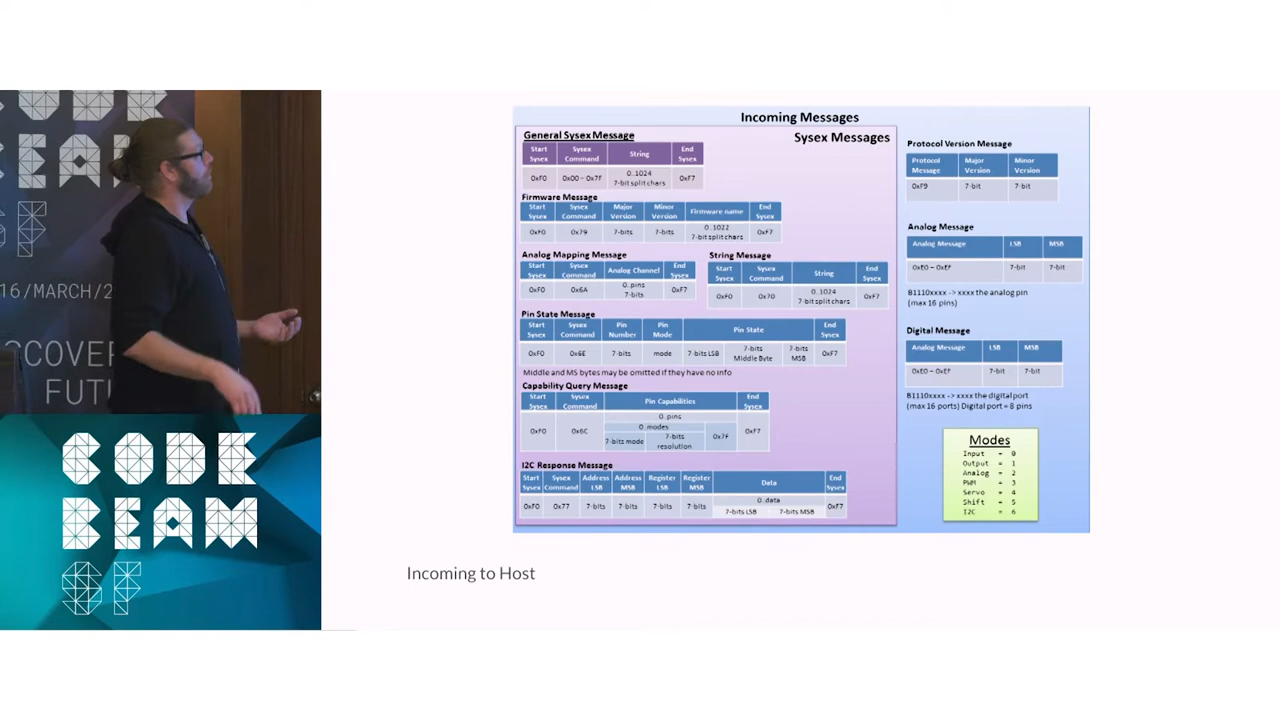 CODE
BEAM
SF
16/MARCH/2
SCOVER
FUTU
CODE
BEAM
SF
Incoming Messages
Sysex Messages
General Sysex Message
Start Sysex | Sysex Command | String | End Sysex
0xF0 | 0x00 – 0x7F | 0..1024 7-bit split chars | 0xF7
Firmware Message
Start Sysex | Sysex Command | Major Version | Minor Version | Firmware name | End Sysex
0xF0 | 0x79 | 7-bits | 7-bits | 0..1022 7-bit split chars | 0xF7
Analog Mapping Message
Start Sysex | Sysex Command | Analog Channel | End Sysex
0xF0 | 0x6A | 0..pins 7-bits | 0xF7
String Message
Start Sysex | Sysex Command | String | End Sysex
0xF0 | 0x70 | 0..1024 7-bit split chars | 0xF7
Pin State Message
Start Sysex | Sysex Command | Pin Number | Pin Mode | Pin State | End Sysex
0xF0 | 0x6E | 7-bits | mode | 7-bits LSB | 7-bits Middle Byte | 7-bits MSB | 0xF7
Middle and MS bytes may be omitted if they have no info
Capability Query Message
Start Sysex | Sysex Command | Pin Capabilities | End Sysex
0xF0 | 0x6C | 0..pins | 0xF7
0..modes
7-bit mode | 7-bits resolution | 0x7F
I2C Response Message
Start Sysex | Sysex Command | Address LSB | Address MSB | Register LSB | Register MSB | Data | End Sysex
0xF0 | 0x77 | 7-bits | 7-bits | 7-bits | 7-bits | 0..data | 0xF7
7-bits LSB | 7-bits MSB
Protocol Version Message
Protocol Message | Major Version | Minor Version
0xF9 | 7-bit | 7-bit
Analog Message
Analog Message | LSB | MSB
0xE0 – 0xEF | 7-bit | 7-bit
B1110xxxx -> xxxx the analog pin
(max 16 pins)
Digital Message
Analog Message | LSB | MSB
0xE0 – 0xEf | 7-bit | 7-bit
B1110xxxx -> xxxx the digital port
(max 16 ports) Digital port = 8 pins
Modes
Input = 0
Output = 1
Analog = 2
PWM = 3
Servo = 4
Shift = 5
I2C = 6
Incoming to Host